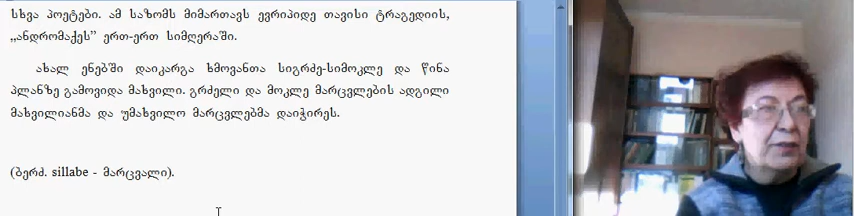 სხვა პოეტები. ამ საზომს მიმართავს ევრიპიდე თავისი ტრაგედიის,
„ანდრომაქეს” ერთ-ერთ სიმღერაში.
ახალ ენებში დაიკარგა ხმოვანთა სიგრძე-სიმოკლე და წინა
პლანზე გამოვიდა მახვილი. გრძელი და მოკლე მარცვლების ადგილი
მახვილიანმა და უმახვილო მარცვლებმა დაიჭირეს.
(ბერძ. sillabe - მარცვალი).